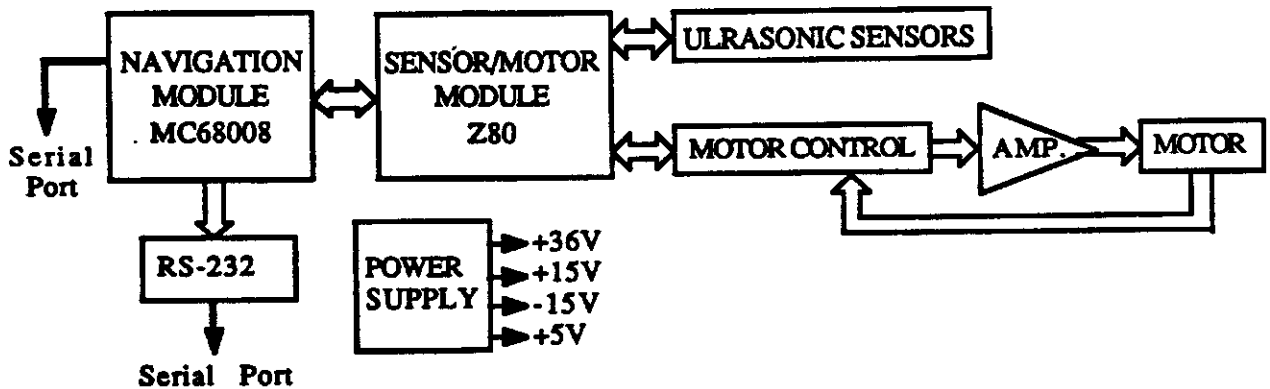 NAVIGATION
MODULE
MC68008
SENSOR/MOTOR
MODULE
Z80
ULRASONIC SENSORS
MOTOR CONTROL
AMP.
MOTOR
Serial
Port
RS-232
Serial Port
POWER
SUPPLY
+36V
+15V
-15V
+5V